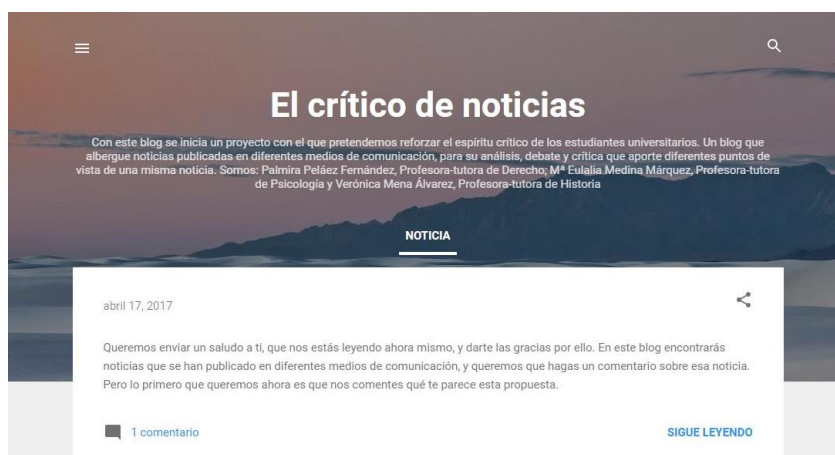 El crítico de noticias
Con este blog se inicia un proyecto con el que pretendemos reforzar el espíritu crítico de los estudiantes universitarios. Un blog que
albergue noticias publicadas en diferentes medios de comunicación, para su análisis, debate y crítica que aporte diferentes puntos de
vista de una misma noticia. Somos: Palmira Peláez Fernández, Profesora-tutora de Derecho; Mª Eulalia Medina Márquez, Profesora-tutora
de Psicología y Verónica Mena Álvarez, Profesora-tutora de Historia
NOTICIA
abril 17, 2017
Queremos enviar un saludo a ti, que nos estás leyendo ahora mismo, y darte las gracias por ello. En este blog encontrarás
noticias que se han publicado en diferentes medios de comunicación, y queremos que hagas un comentario sobre esa noticia.
Pero lo primero que queremos ahora es que nos comentes qué te parece esta propuesta.
1 comentario
SIGUE LEYENDO